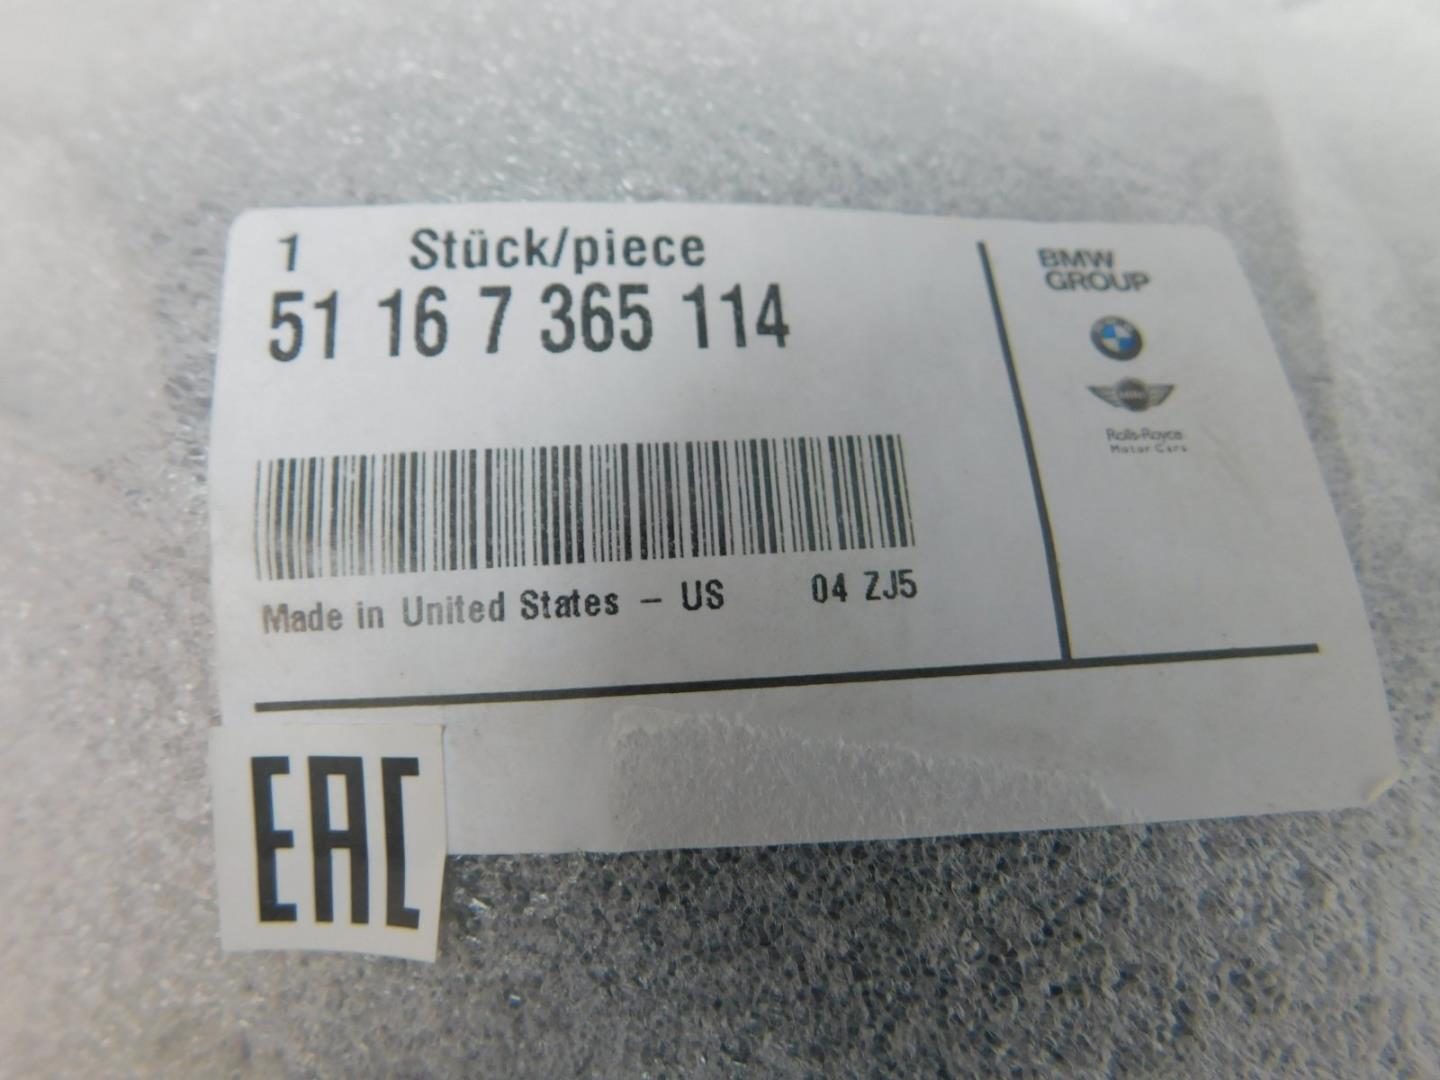 1 Stück/piece
51 16 7 365 114
Made in United States – US 04 ZJ5
BMW
GROUP
Rolls-Royce
Motor Cars
EAC